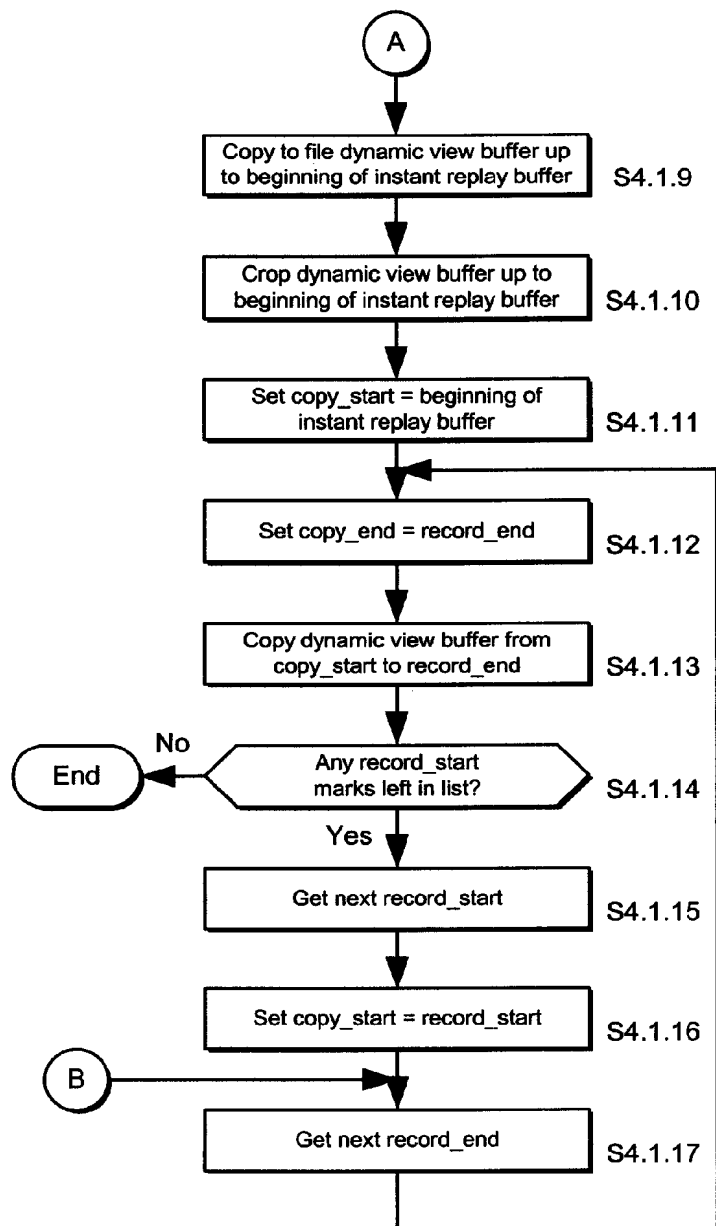 A
Copy to file dynamic view buffer up
to beginning of instant replay buffer
S4.1.9
Crop dynamic view buffer up to
beginning of instant replay buffer
S4.1.10
Set copy_start = beginning of
instant replay buffer
S4.1.11
Set copy_end = record_end
S4.1.12
Copy dynamic view buffer from
copy_start to record_end
S4.1.13
No
End
Any record_start
marks left in list?
S4.1.14
Yes
Get next record_start
S4.1.15
Set copy_start = record_start
S4.1.16
B
Get next record_end
S4.1.17